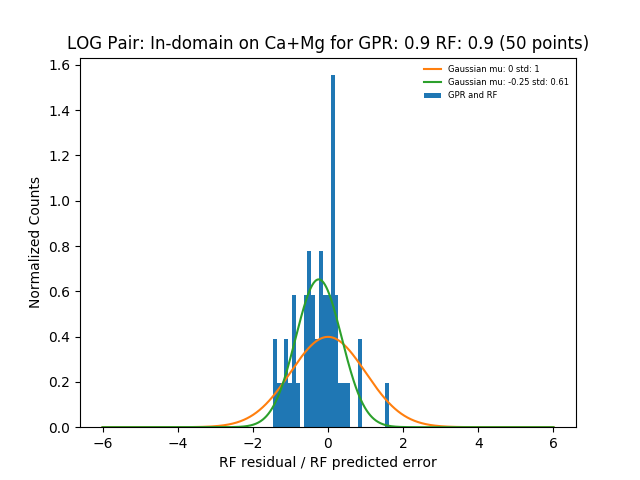 LOG Pair: In-domain on Ca+Mg for GPR: 0.9 RF: 0.9 (50 points)
Gaussian mu: 0 std: 1
Gaussian mu: -0.25 std: 0.61
GPR and RF
Normalized Counts
1.6
1.4
1.2
1.0
0.8
0.6
0.4
0.2
0.0
−6 −4 −2 0 2 4 6
RF residual / RF predicted error